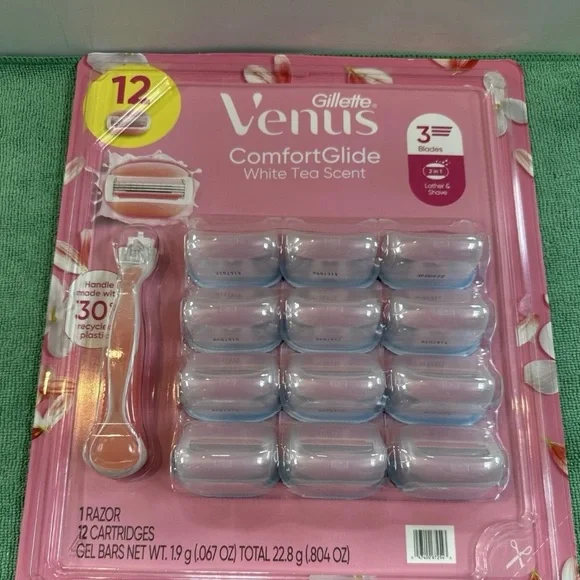 12
Gillette
Venus
ComfortGlide
White Tea Scent
3
Blades
2 in 1
Lather &
Shave
Handle
made with
30%
recycled
plastic
1 RAZOR
12 CARTRIDGES
GEL BARS NET WT. 1.9 g (.067 OZ) TOTAL 22.8 g (.804 OZ)